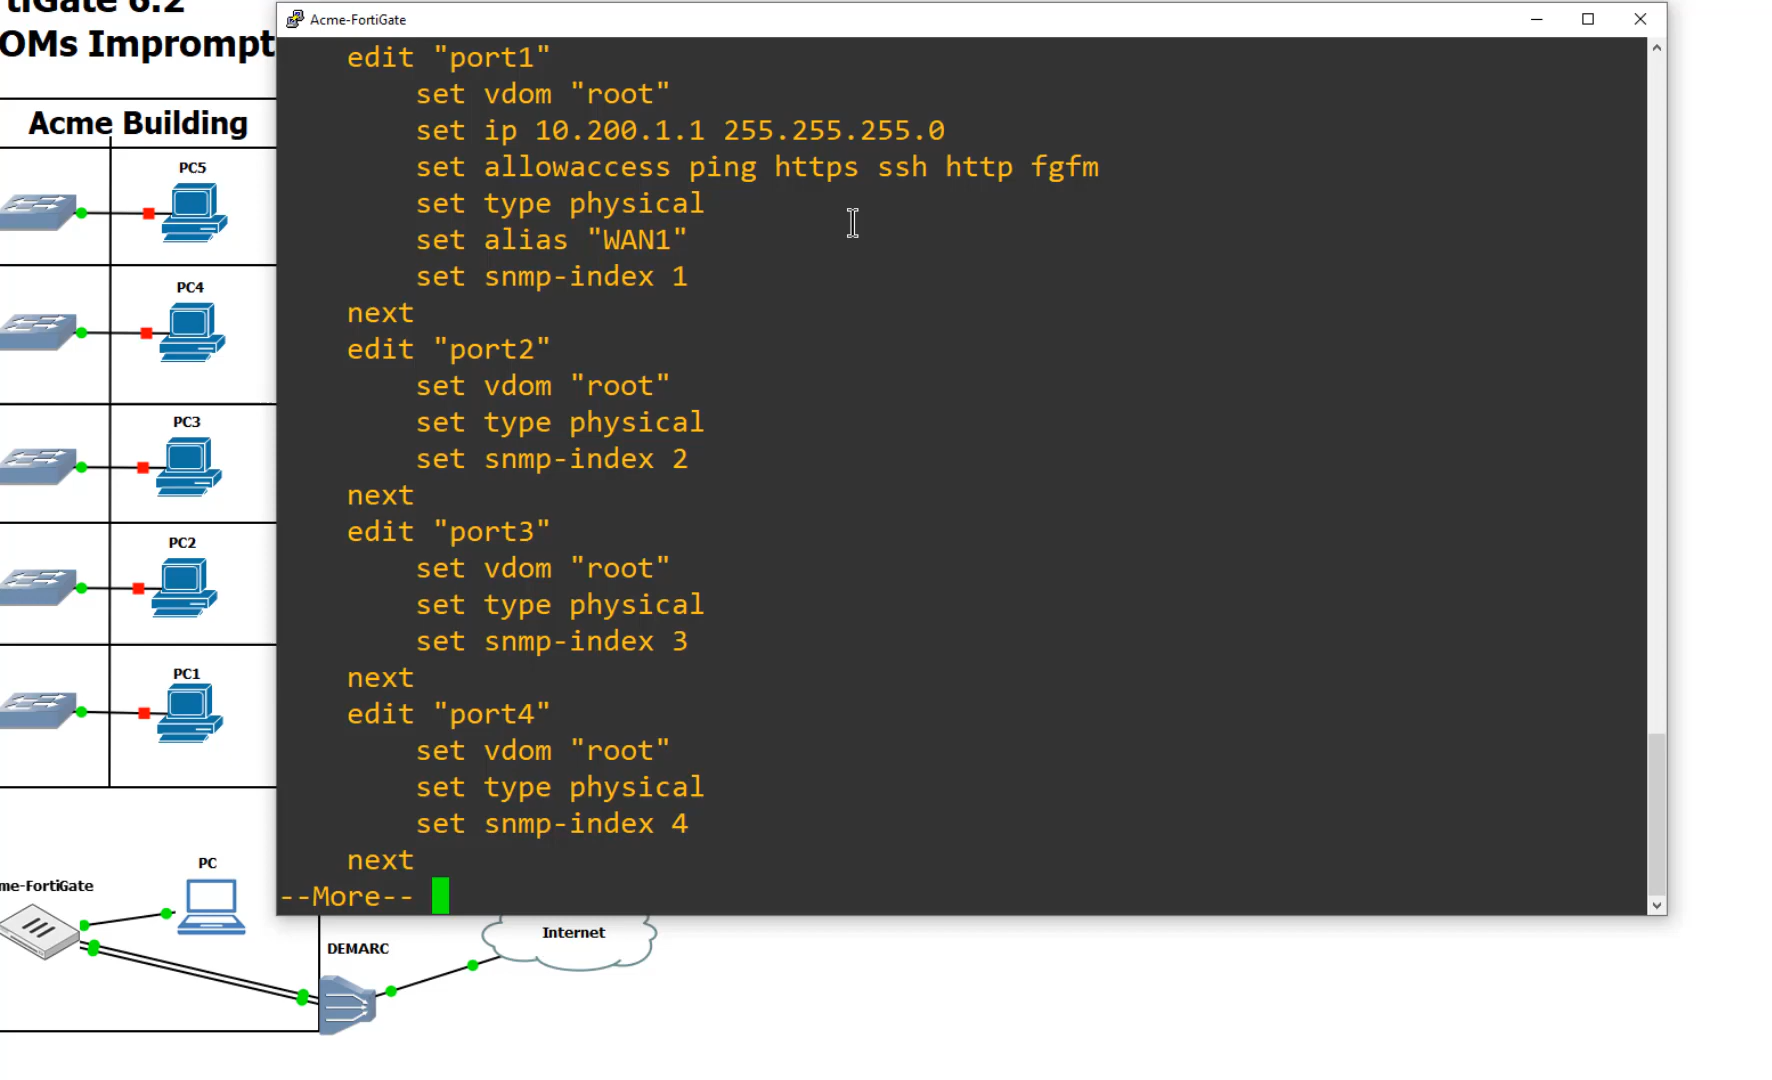 OMs Imprompt
Acme Building
PC5
PC4
PC3
PC2
PC1
PC
me-FortiGate
DEMARC
Internet
Acme-FortiGate
edit "port1"
set vdom "root"
set ip 10.200.1.1 255.255.255.0
set allowaccess ping https ssh http fgfm
set type physical
set alias "WAN1"
set snmp-index 1
next
edit "port2"
set vdom "root"
set type physical
set snmp-index 2
next
edit "port3"
set vdom "root"
set type physical
set snmp-index 3
next
edit "port4"
set vdom "root"
set type physical
set snmp-index 4
next
--More--